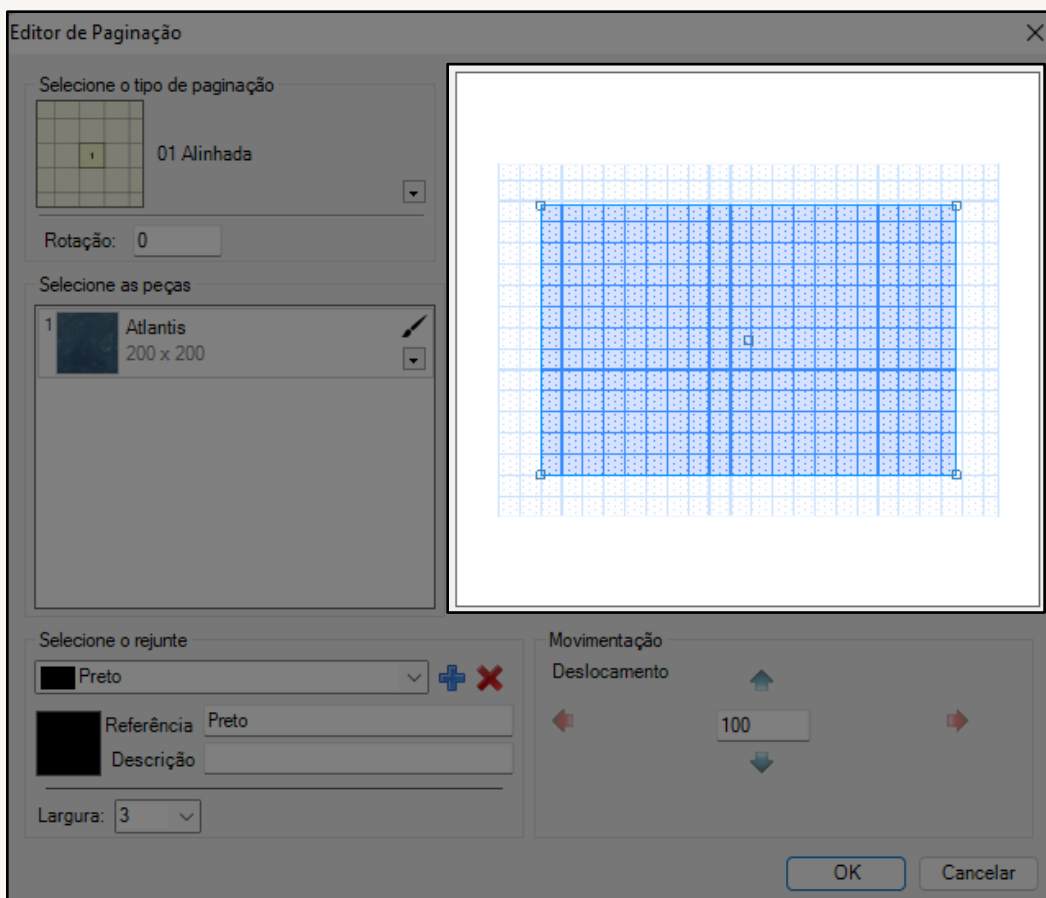 Editor de Paginação
Selecione o tipo de paginação
1
01 Alinhada
Rotação: 0
Selecione as peças
1
Atlantis
200 x 200
Selecione o rejunte
Preto
Referência Preto
Descrição
Largura: 3
Movimentação
Deslocamento
100
OK
Cancelar